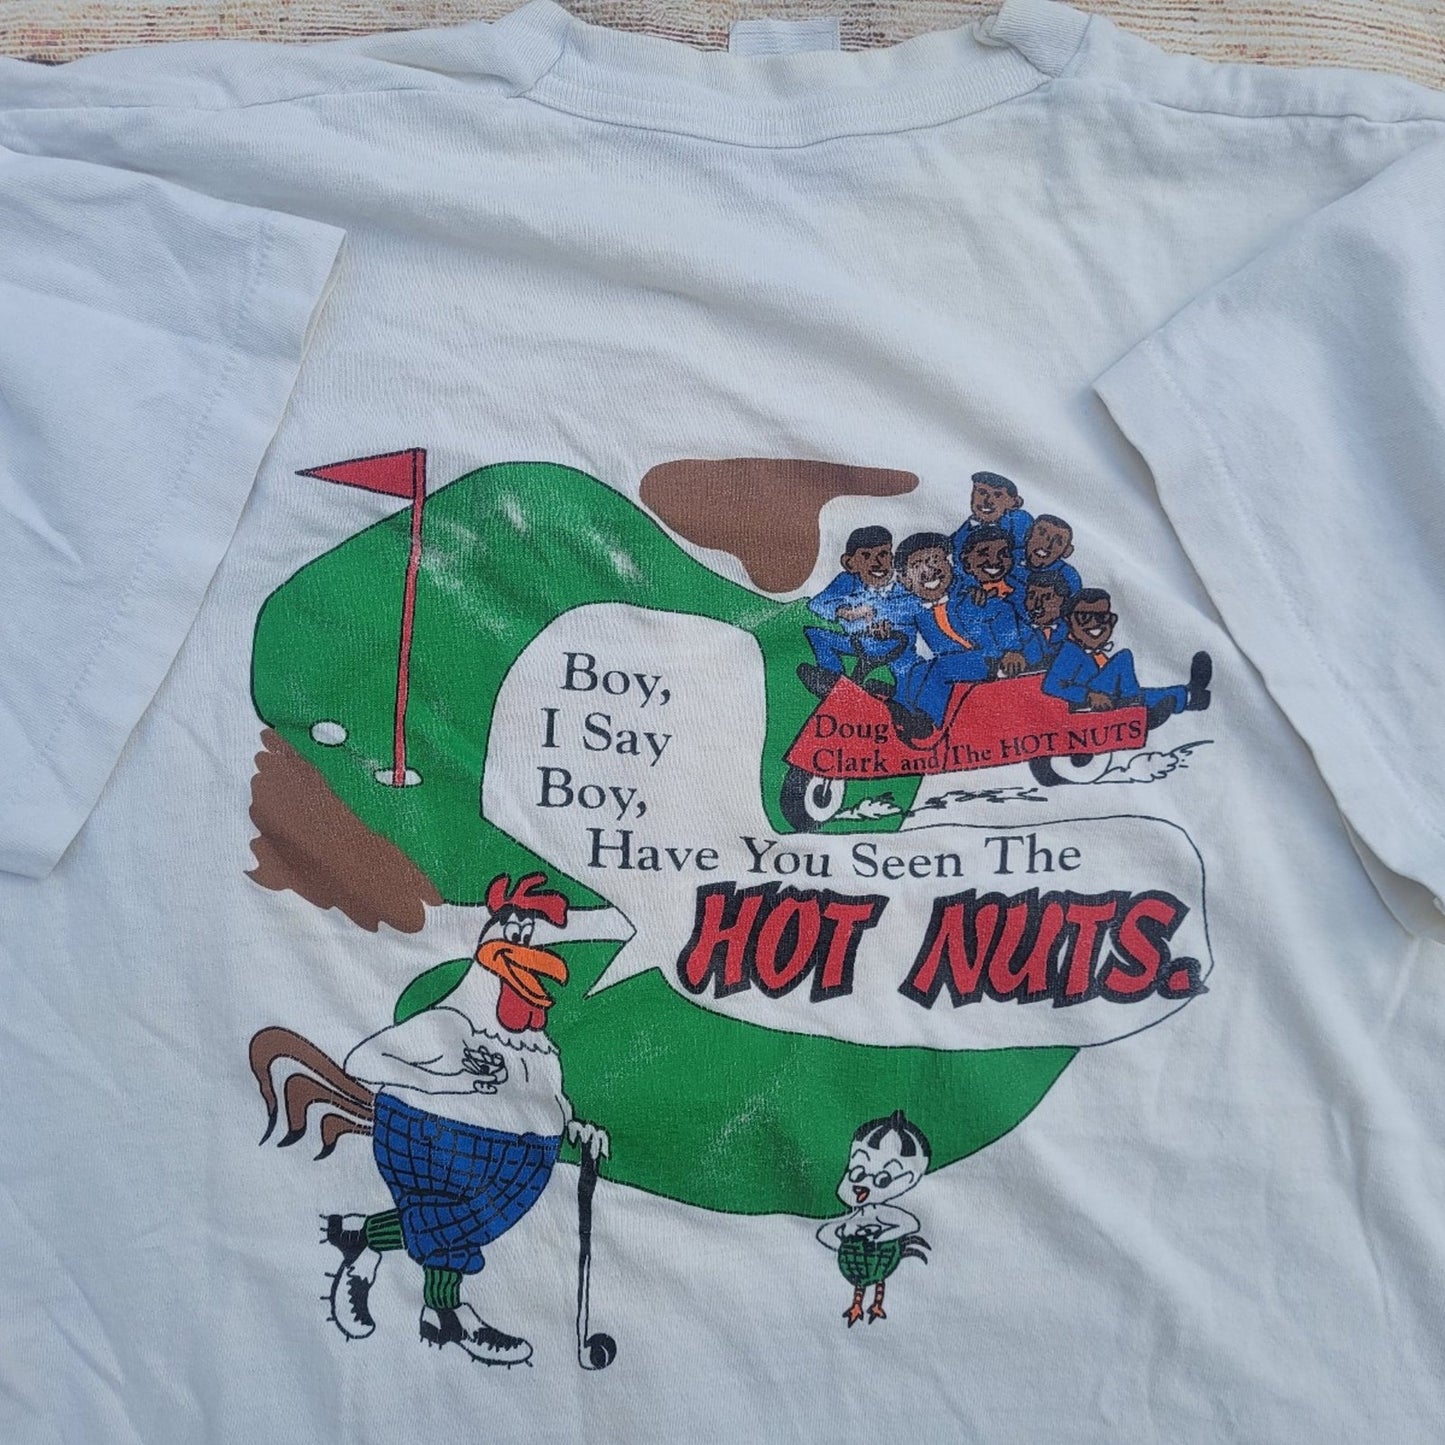 Boy,
I Say
Boy,
Have You Seen The
HOT NUTS.
Doug
Clark and The HOT NUTS